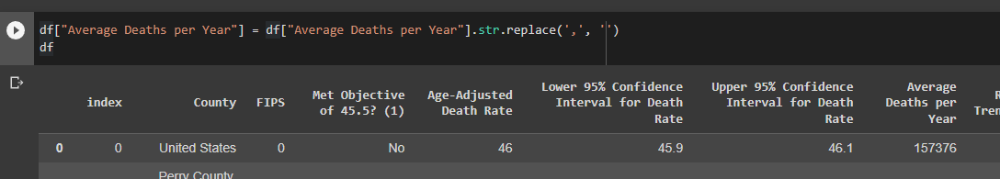 df["Average Deaths per Year"] = df["Average Deaths per Year"].str.replace(',', '')
df
index County FIPS Met Objective of 45.5? (1) Age-Adjusted Death Rate Lower 95% Confidence Interval for Death Rate Upper 95% Confidence Interval for Death Rate Average Deaths per Year
0 0 United States 0 No 46 45.9 46.1 157376
Perry County